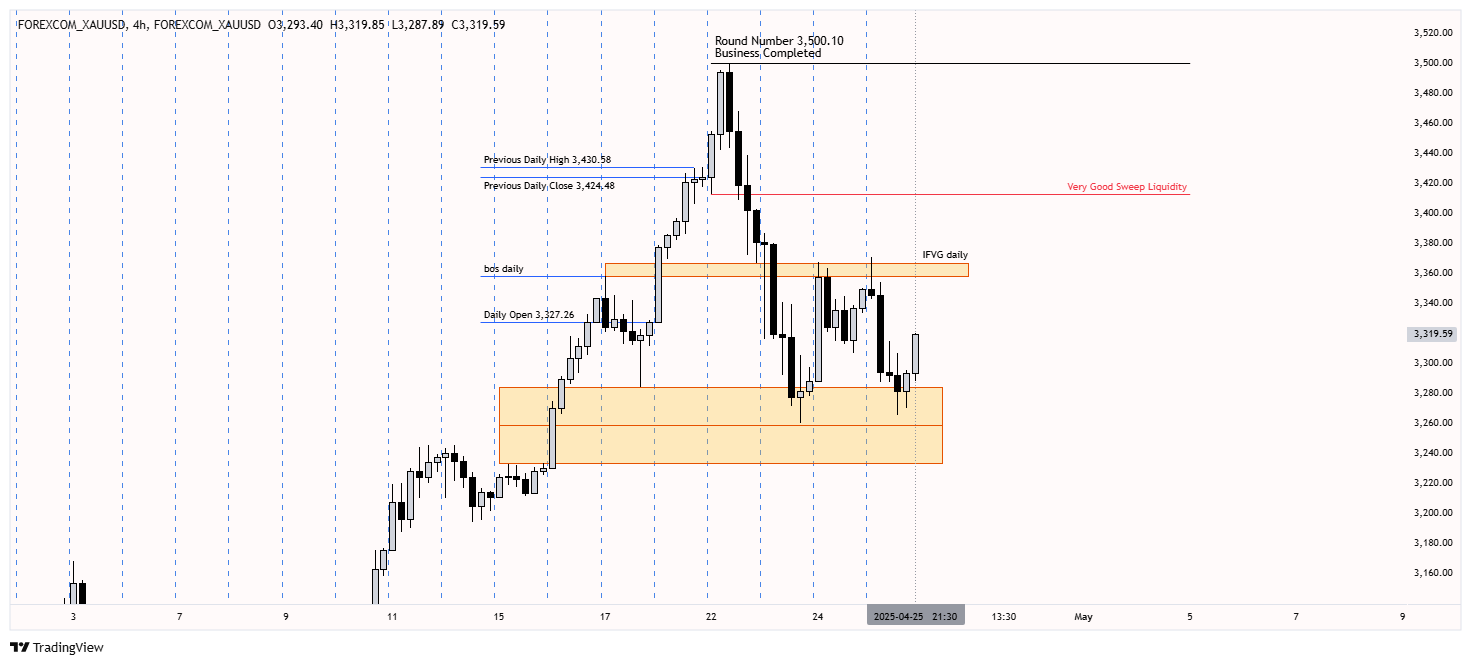 FOREXCOM_XAUUSD, 4h, FOREXCOM_XAUUSD O3,293.40 H3,319.85 L3,287.89 C3,319.59
3,520.00
Round Number 3,500.10
Business Completed
3,500.00
3,480.00
3,460.00
3,440.00
Previous Daily High 3,430.58
3,420.00
Previous Daily Close 3,424.48
Very Good Sweep Liquidity
3,400.00
3,380.00
IFVG daily
3,360.00
bos daily
3,340.00
Daily Open 3,327.26
3,319.59
3,300.00
3,280.00
3,260.00
3,240.00
3,220.00
3,200.00
3,180.00
3,160.00
3 7 9 11 15 17 22 24 2025-04-25 21:30 13:30 May 5 7 9
TradingView